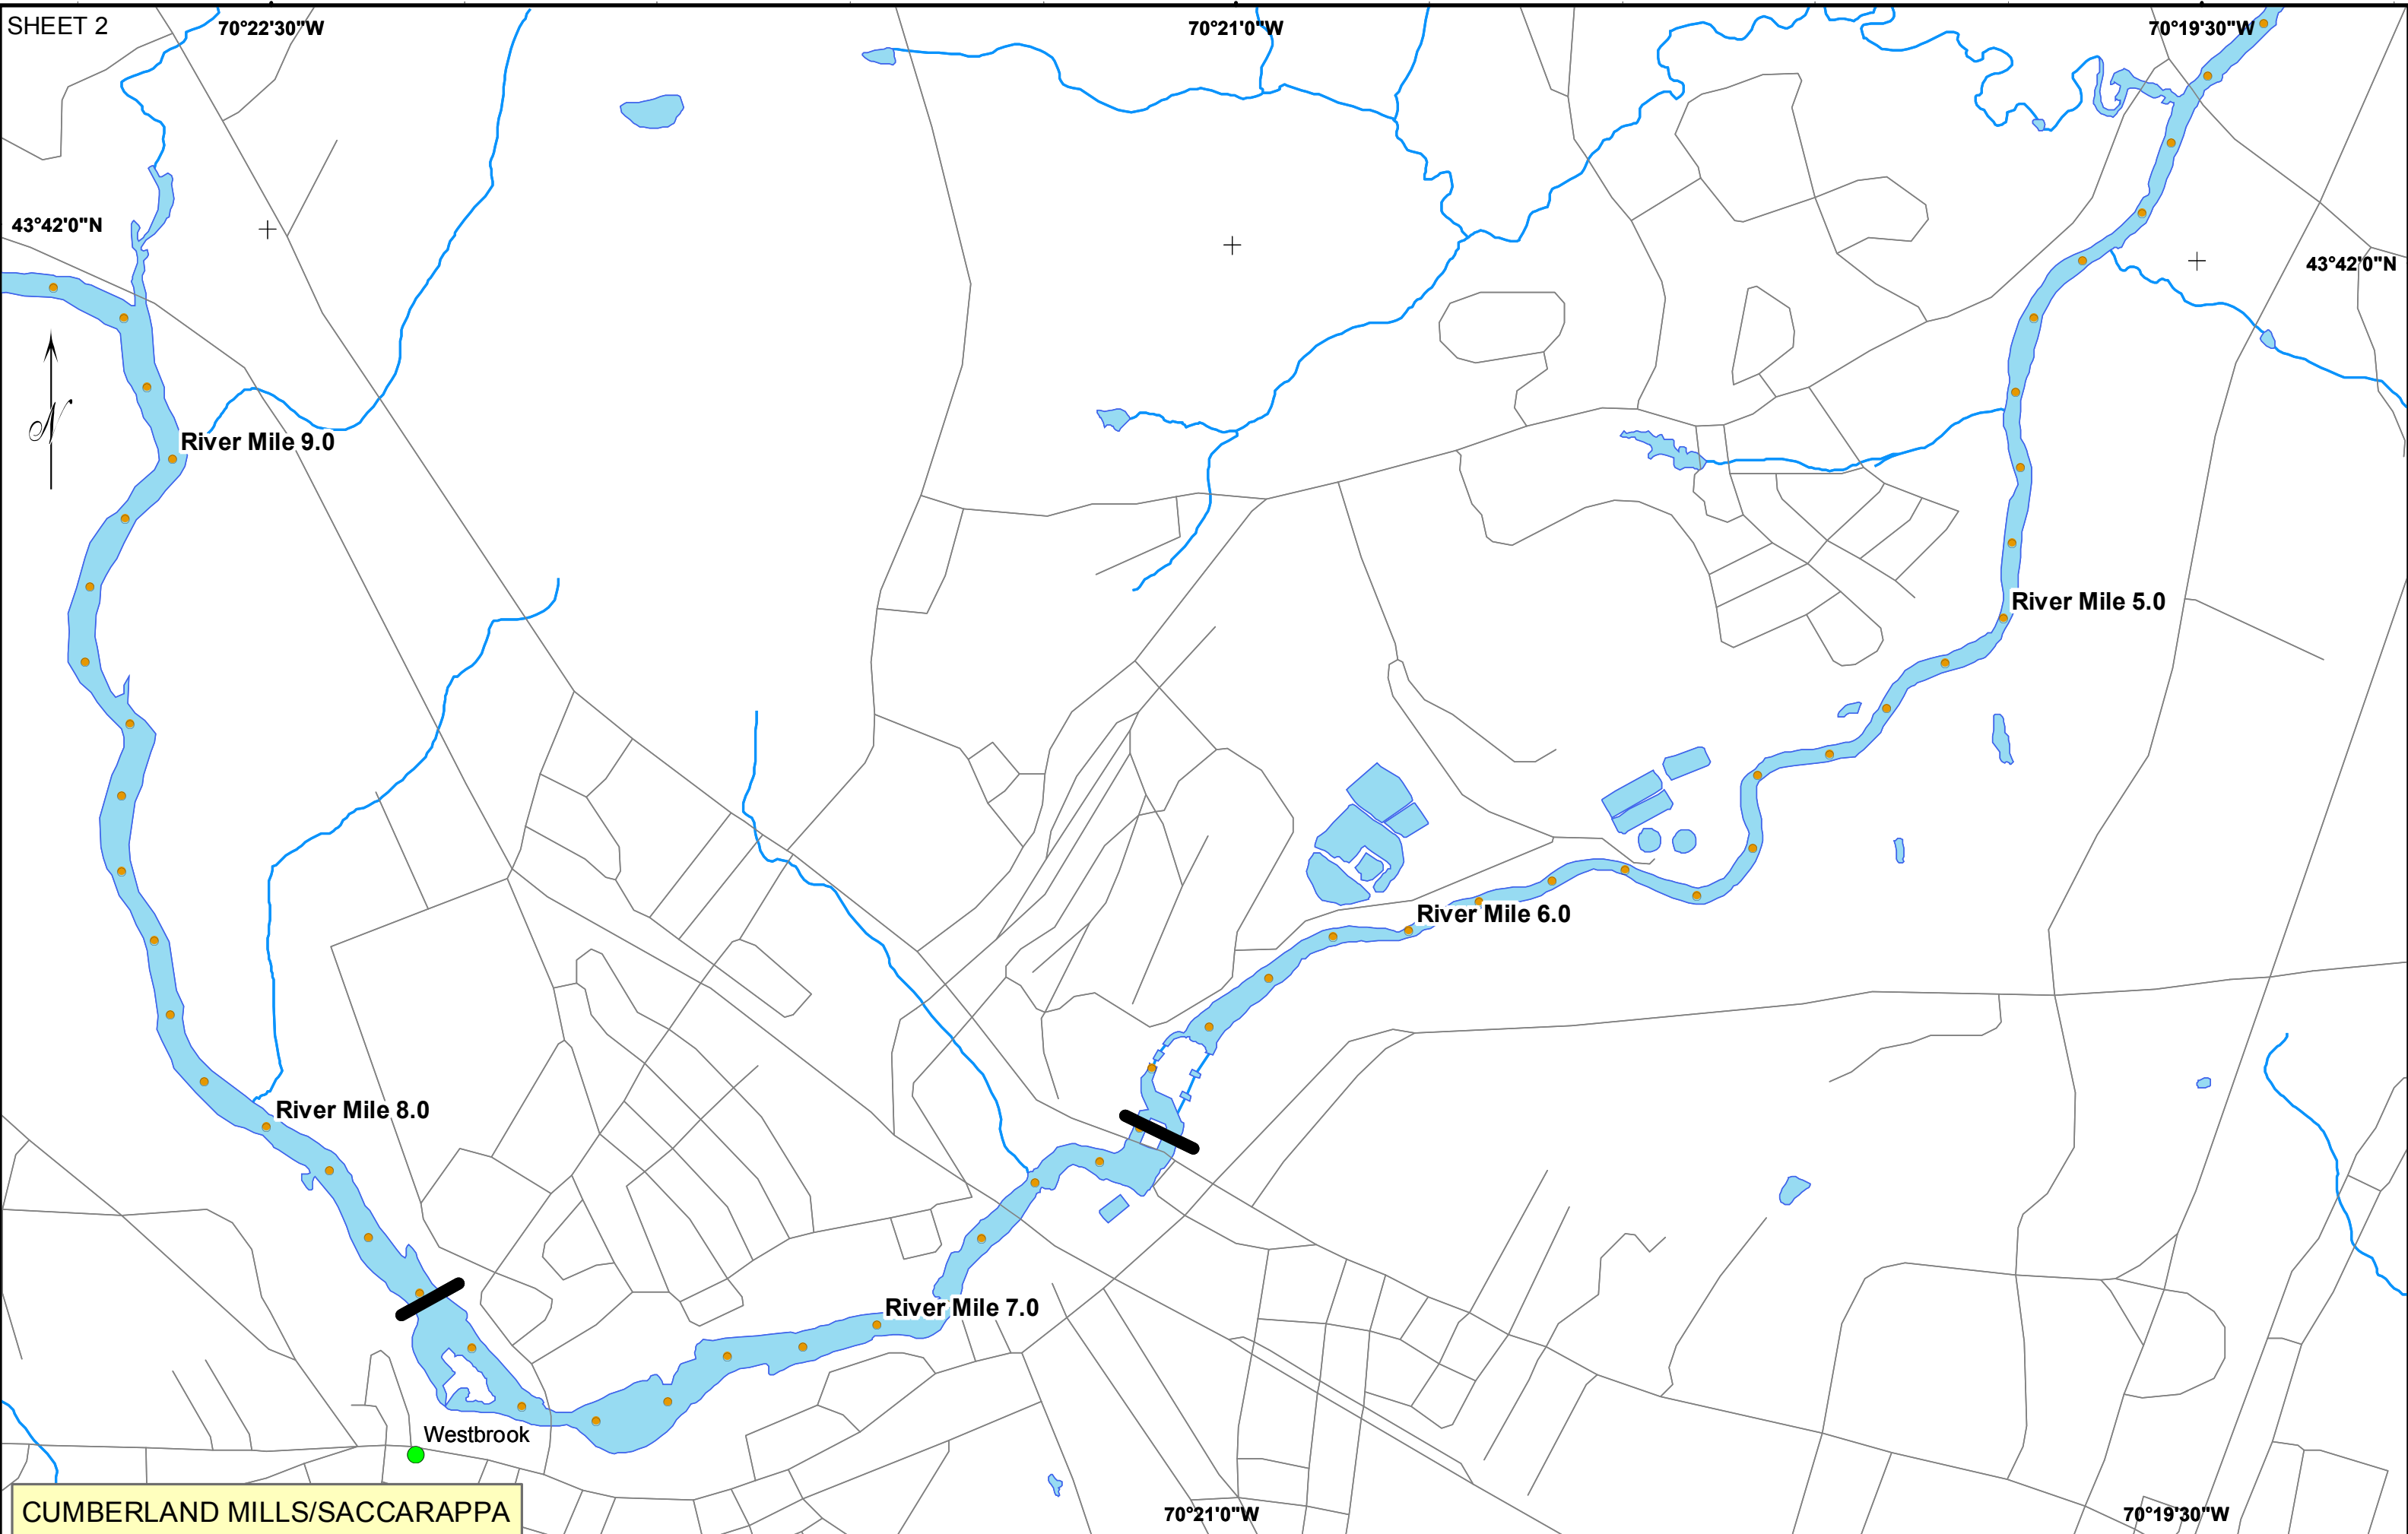 SHEET 2
70°22'30"W
70°21'0"W
70°19'30"W
43°42'0"N
43°42'0"N
N
River Mile 9.0
River Mile 5.0
River Mile 6.0
River Mile 8.0
River Mile 7.0
Westbrook
CUMBERLAND MILLS/SACCARAPPA
70°21'0"W
70°19'30"W